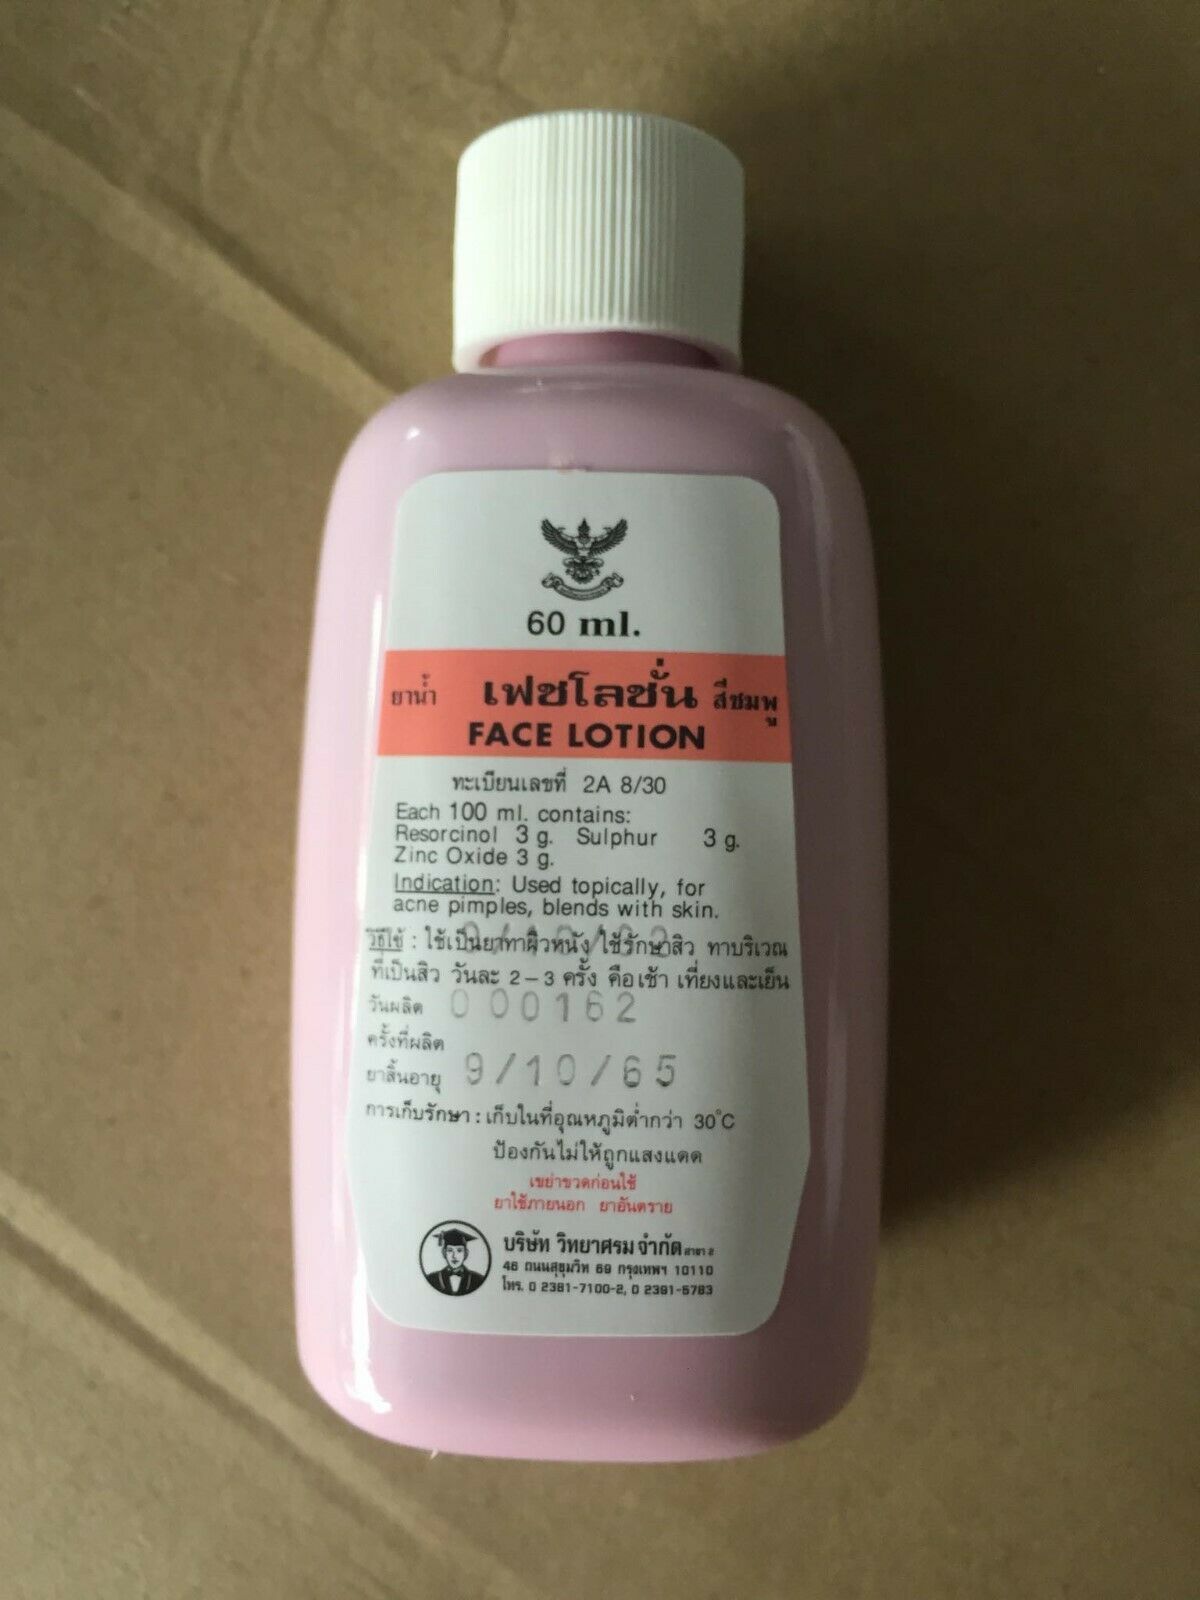 60 ml.
ยาน้ำ เฟซโลชั่น สีชมพู
FACE LOTION
ทะเบียนเลขที่ 2A 8/30
Each 100 ml. contains:
Resorcinol 3 g. Sulphur 3 g.
Zinc Oxide 3 g.
Indication: Used topically, for
acne pimples, blends with skin.
วิธีใช้ : ใช้เป็นยาทาผิวหนัง ใช้รักษาสิว ทาบริเวณ
ที่เป็นสิว วันละ 2-3 ครั้ง คือเช้า เที่ยงและเย็น
วันผลิต 000162
ครั้งที่ผลิต
ยาสิ้นอายุ 9/10/65
การเก็บรักษา : เก็บในที่อุณหภูมิต่ำกว่า 30°C
ป้องกันไม่ให้ถูกแสงแดด
เขย่าขวดก่อนใช้
ยาใช้ภายนอก ยาอันตราย
บริษัท วิทยาศรม จำกัด สาขา 2
46 ถนนสุขุมวิท 69 กรุงเทพฯ 10110
โทร. 0 2381-7100-2, 0 2391-5783